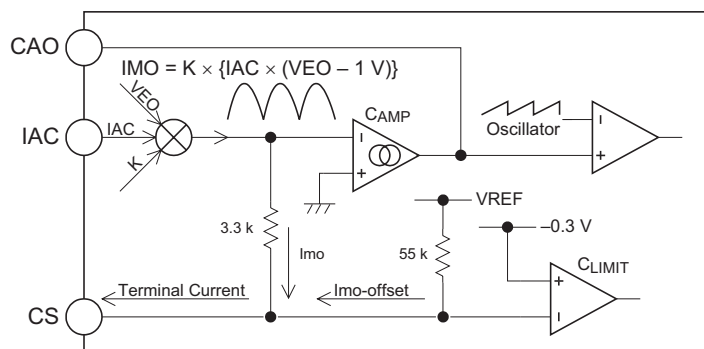 CAO
IMO = K × {IAC × (VEO – 1 V)}
VEO
IAC
IAC
K
CAMP
–
+
Oscillator
–
+
VREF
–0.3 V
3.3 k
Imo
55 k
CLIMIT
+
–
Terminal Current
Imo-offset
CS